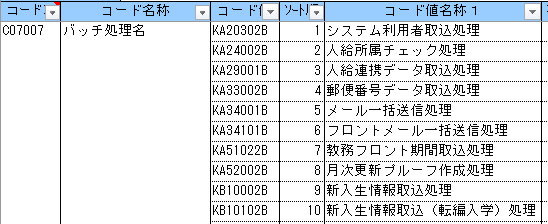 コード コード名称 コード値 ソート順 コード値名称 1
C07007 バッチ処理名 KA20302B 1 システム利用者取込処理
KA24002B 2 人給所属チェック処理
KA29001B 3 人給連携データ取込処理
KA33002B 4 郵便番号データ取込処理
KA34001B 5 メール一括送信処理
KA34101B 6 フロントメール一括送信処理
KA51022B 7 教務フロント期間取込処理
KA52002B 8 月次更新プルーフ作成処理
KB10002B 9 新入生情報取込処理
KB10102B 10 新入生情報取込（転編入学）処理